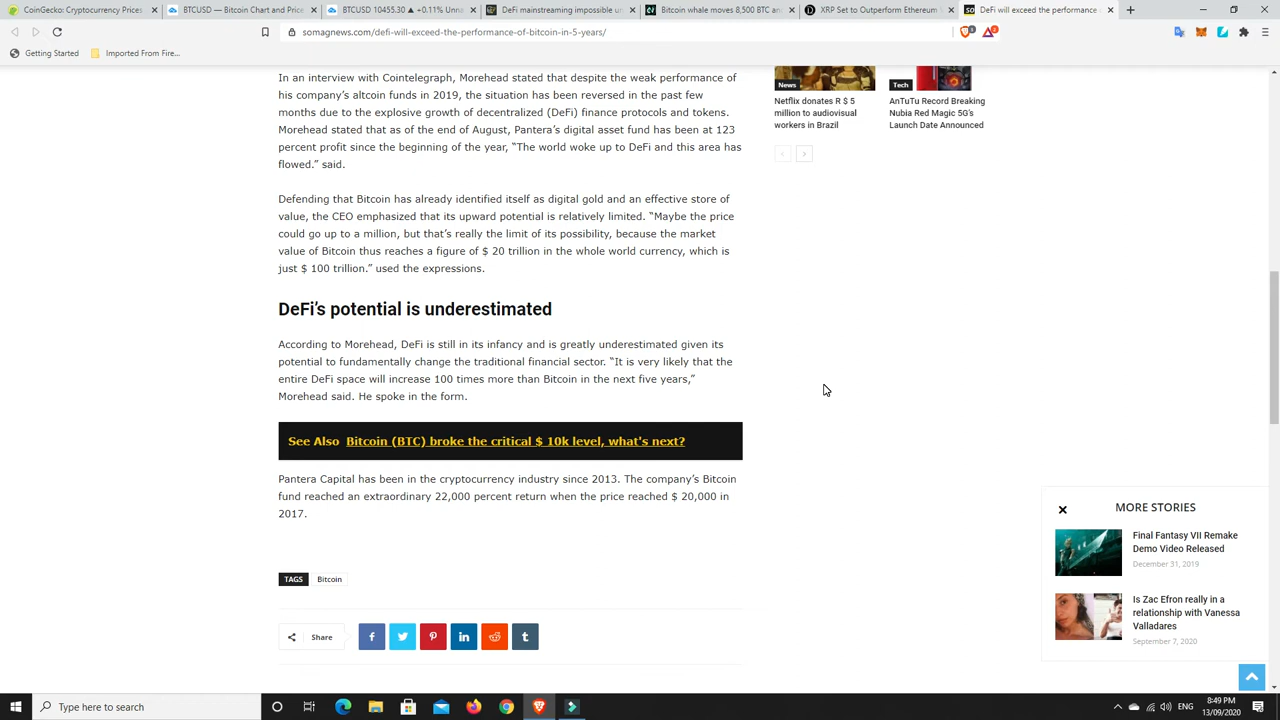 CoinGecko: Cryptocurrency Prices
BTCUSD — Bitcoin Chart and Price
BTCUSD 10455.30 ▲ +0.11% Unna
DeFi mainstreaming impossible un
Bitcoin whale moves 8,500 BTC an
XRP Set to Outperform Ethereum
DeFi will exceed the performance
somagnews.com/defi-will-exceed-the-performance-of-bitcoin-in-5-years/
Getting Started
Imported From Fire...
In an interview with Cointelegraph, Morehead stated that despite the weak performance of
his company's altcoin funds in 2019, the situation has been reversed in the past few
months due to the explosive growth of decentralized (DeFi) finance protocols and tokens.
Morehead stated that as of the end of August, Pantera's digital asset fund has been at 123
percent profit since the beginning of the year, “The world woke up to DeFi and this area has
flowed.” said.
Defending that Bitcoin has already identified itself as digital gold and an effective store of
value, the CEO emphasized that its upward potential is relatively limited. “Maybe the price
could go up to a million, but that's really the limit of its possibility, because the market
value of Bitcoin thus reaches a figure of $ 20 trillion in the whole world currency, which is
just $ 100 trillion.” used the expressions.
DeFi's potential is underestimated
According to Morehead, DeFi is still in its infancy and is greatly underestimated given its
potential to fundamentally change the traditional financial sector. “It is very likely that the
entire DeFi space will increase 100 times more than Bitcoin in the next five years,”
Morehead said. He spoke in the form.
See Also Bitcoin (BTC) broke the critical $ 10k level, what's next?
Pantera Capital has been in the cryptocurrency industry since 2013. The company's Bitcoin
fund reached an extraordinary 22,000 percent return when the price reached $ 20,000 in
2017.
TAGS Bitcoin
Share
News
Netflix donates R $ 5
million to audiovisual
workers in Brazil
Tech
AnTuTu Record Breaking
Nubia Red Magic 5G's
Launch Date Announced
MORE STORIES
Final Fantasy VII Remake
Demo Video Released
December 31, 2019
Is Zac Efron really in a
relationship with Vanessa
Valladares
September 7, 2020
Type here to search
ENG
8:49 PM
13/09/2020